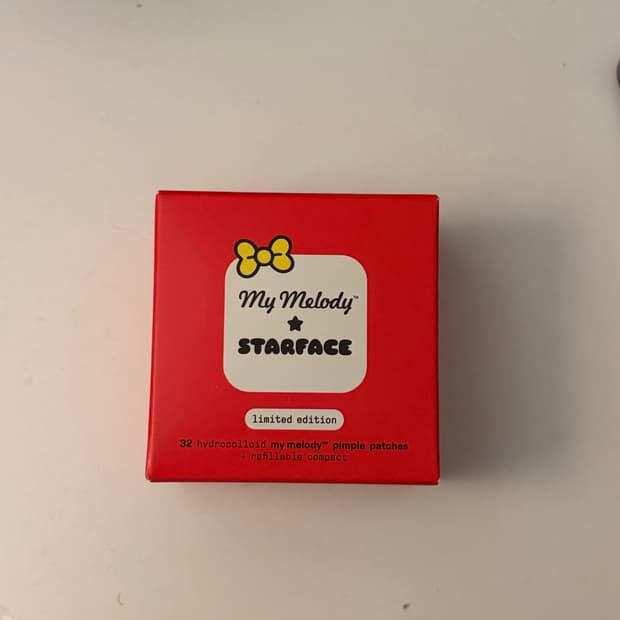 My Melody™
★
STARFACE
limited edition
32 hydrocolloid my melody™ pimple patches
+ refillable compact